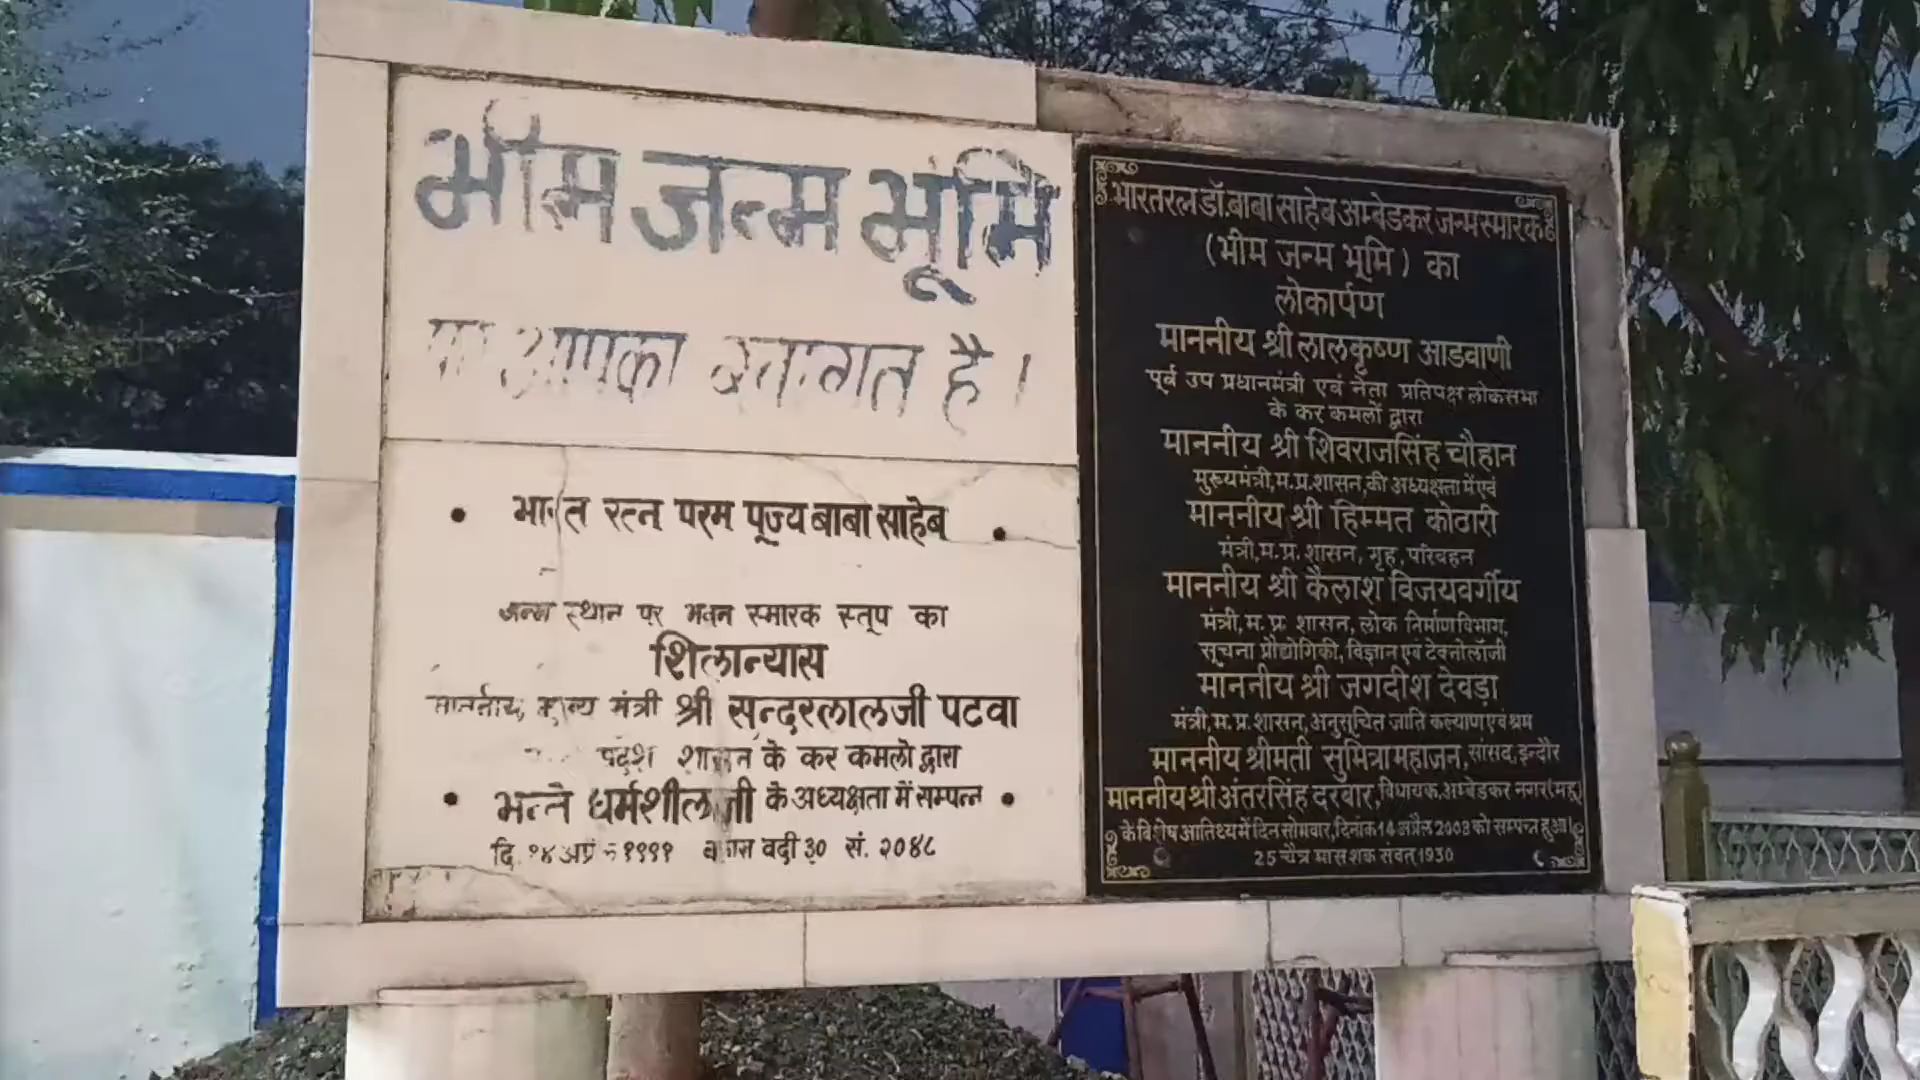 भीम जन्म भूमि
पर आपका स्वागत है।
• भारत रत्न परम पूज्य बाबा साहेब •
जन्म स्थान पर भवन स्मारक स्तूप का
शिलान्यास
माननीय मुख्य मंत्री श्री सुन्दरलालजी पटवा
प्रदेश शासन के कर कमलो द्वारा
• भन्ते धर्मशीलजी के अध्यक्षता में सम्पन्न •
दि. १४ अप्रैल १९९१ वदी ३० सं. २०४८
भारतरत्न डॉ. बाबा साहेब अम्बेडकर जन्म स्मारक
(भीम जन्म भूमि) का
लोकार्पण
माननीय श्री लालकृष्ण आडवाणी
पूर्व उप प्रधानमंत्री एवं नेता प्रतिपक्ष लोकसभा
के कर कमलों द्वारा
माननीय श्री शिवराजसिंह चौहान
मुख्यमंत्री, म.प्र. शासन, की अध्यक्षता में एवं
माननीय श्री हिम्मत कोठारी
मंत्री, म.प्र. शासन, गृह, परिवहन
माननीय श्री कैलाश विजयवर्गीय
मंत्री, म.प्र. शासन, लोक निर्माण विभाग,
सूचना प्रौद्योगिकी, विज्ञान एवं टेक्नोलॉजी
माननीय श्री जगदीश देवड़ा
मंत्री, म.प्र. शासन, अनुसूचित जाति कल्याण एवं श्रम
माननीय श्रीमती सुमित्रा महाजन, सांसद, इन्दौर
माननीय श्री अंतरसिंह दरबार, विधायक, अम्बेडकर नगर (महू)
के विशेष आतिथ्य में दिन सोमवार, दिनांक 14 अप्रैल 2008 को सम्पन्न हुआ।
25 चैत्र मास शक संवत् 1930